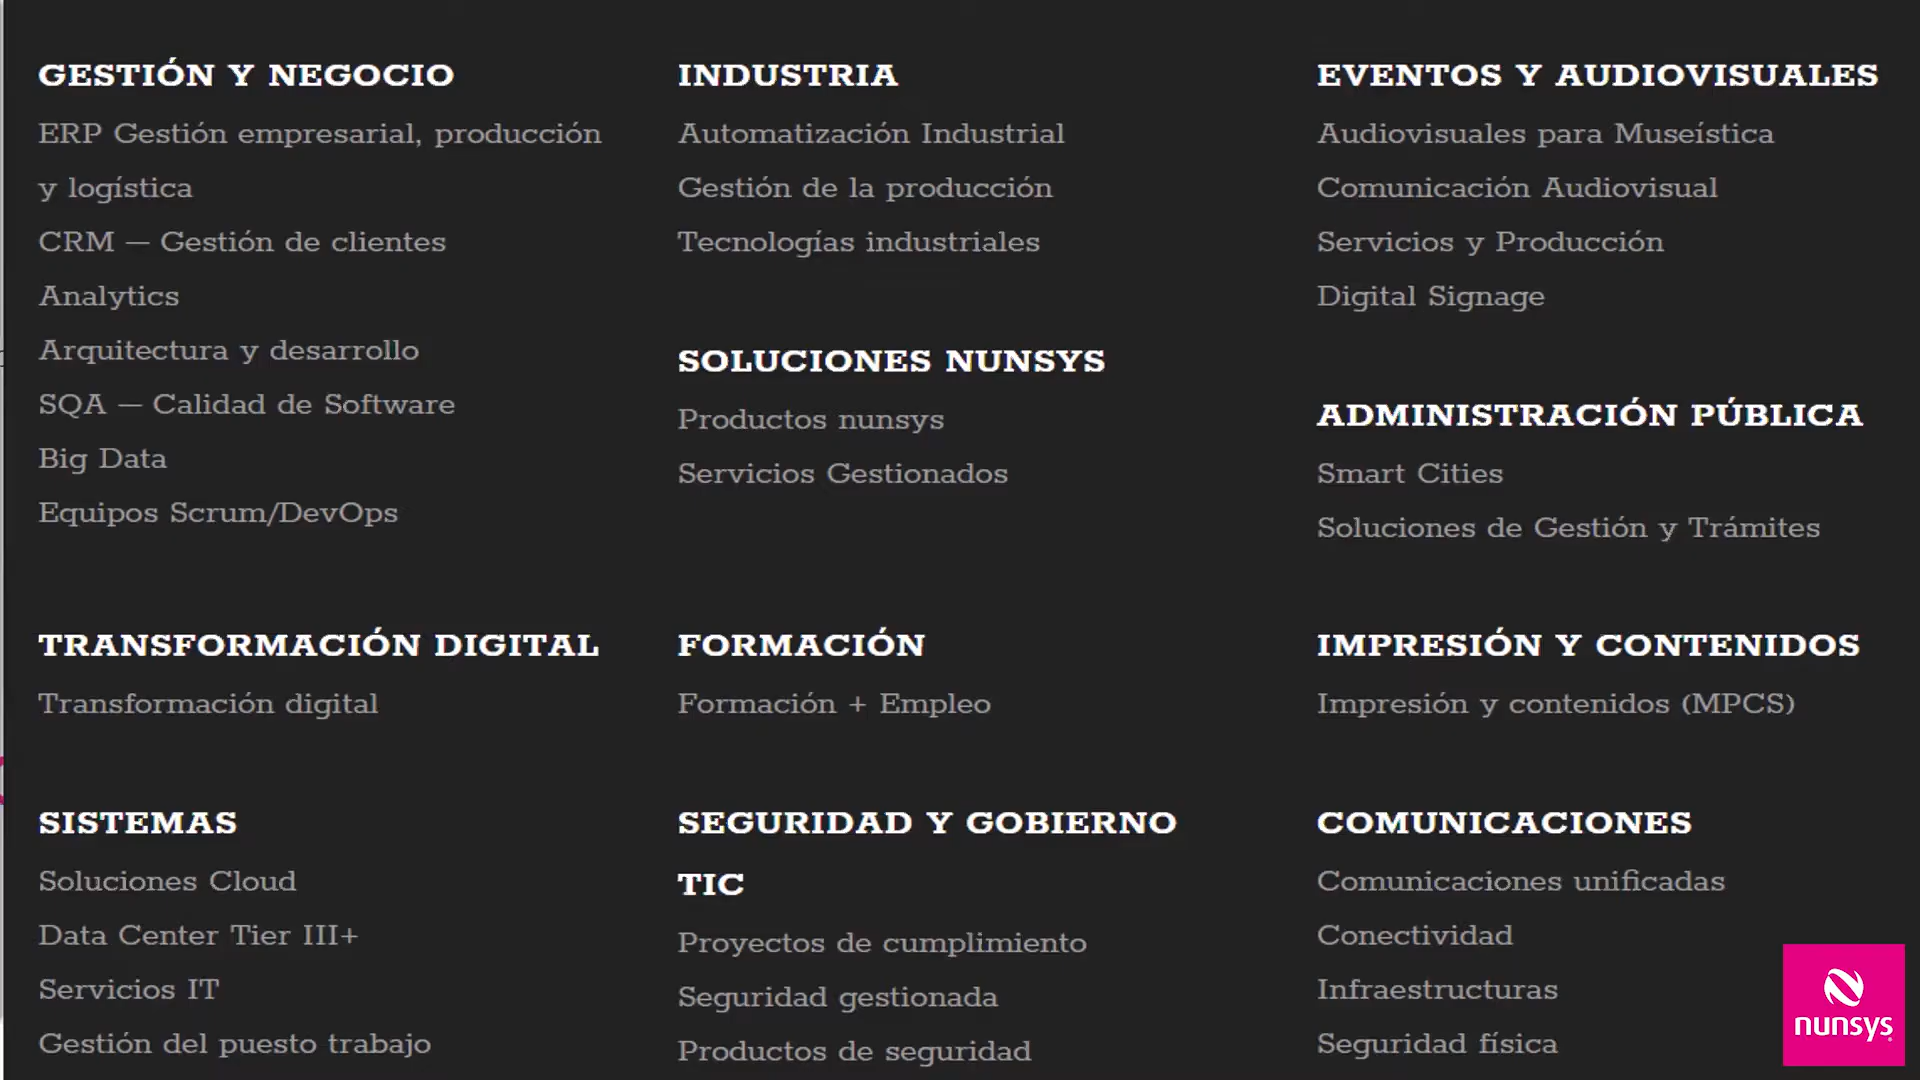 GESTIÓN Y NEGOCIO
ERP Gestión empresarial, producción
y logística
CRM — Gestión de clientes
Analytics
Arquitectura y desarrollo
SQA — Calidad de Software
Big Data
Equipos Scrum/DevOps
INDUSTRIA
Automatización Industrial
Gestión de la producción
Tecnologías industriales
SOLUCIONES NUNSYS
Productos nunsys
Servicios Gestionados
EVENTOS Y AUDIOVISUALES
Audiovisuales para Museística
Comunicación Audiovisual
Servicios y Producción
Digital Signage
ADMINISTRACIÓN PÚBLICA
Smart Cities
Soluciones de Gestión y Trámites
TRANSFORMACIÓN DIGITAL
Transformación digital
FORMACIÓN
Formación + Empleo
IMPRESIÓN Y CONTENIDOS
Impresión y contenidos (MPCS)
SISTEMAS
Soluciones Cloud
Data Center Tier III+
Servicios IT
Gestión del puesto trabajo
SEGURIDAD Y GOBIERNO
TIC
Proyectos de cumplimiento
Seguridad gestionada
Productos de seguridad
COMUNICACIONES
Comunicaciones unificadas
Conectividad
Infraestructuras
Seguridad física
nunsys